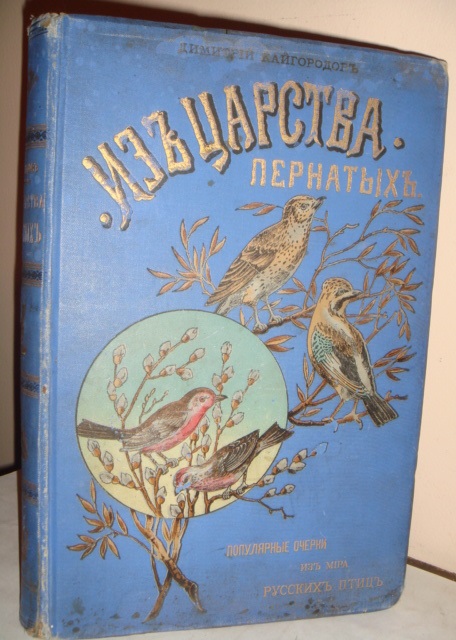 ДИМИТРІЙ КАЙГОРОДОВЪ
ИЗЪ ЦАРСТВА
ПЕРНАТЫХЪ.
ПОПУЛЯРНЫЕ ОЧЕРКИ
ИЗЪ МІРА
РУССКИХЪ ПТИЦЪ